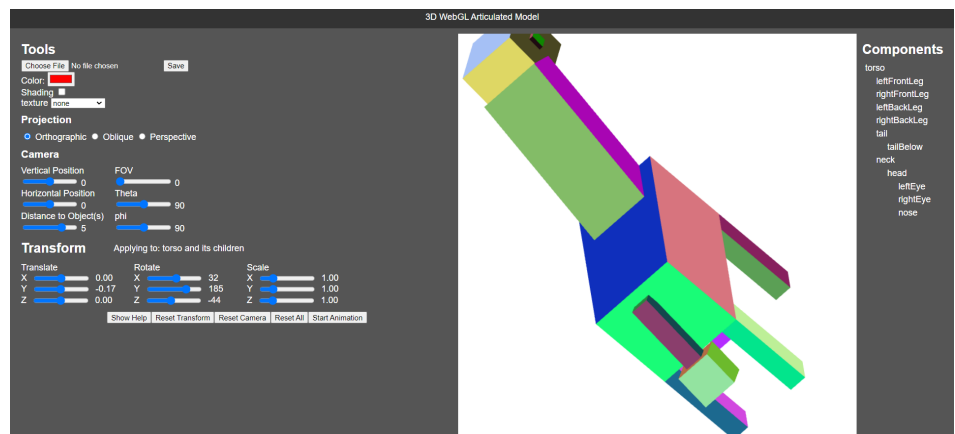 3D WebGL Articulated Model
Tools
Choose File No file chosen Save
Color:
Shading
texture none
Projection
Orthographic Oblique Perspective
Camera
Vertical Position FOV
0 0
Horizontal Position Theta
0 90
Distance to Object(s) phi
5 90
Transform Applying to: torso and its children
Translate Rotate Scale
X 0.00 X 32 X 1.00
Y -0.17 Y 185 Y 1.00
Z 0.00 Z -44 Z 1.00
Show Help Reset Transform Reset Camera Reset All Start Animation
Components
torso
leftFrontLeg
rightFrontLeg
leftBackLeg
rightBackLeg
tail
tailBelow
neck
head
leftEye
rightEye
nose